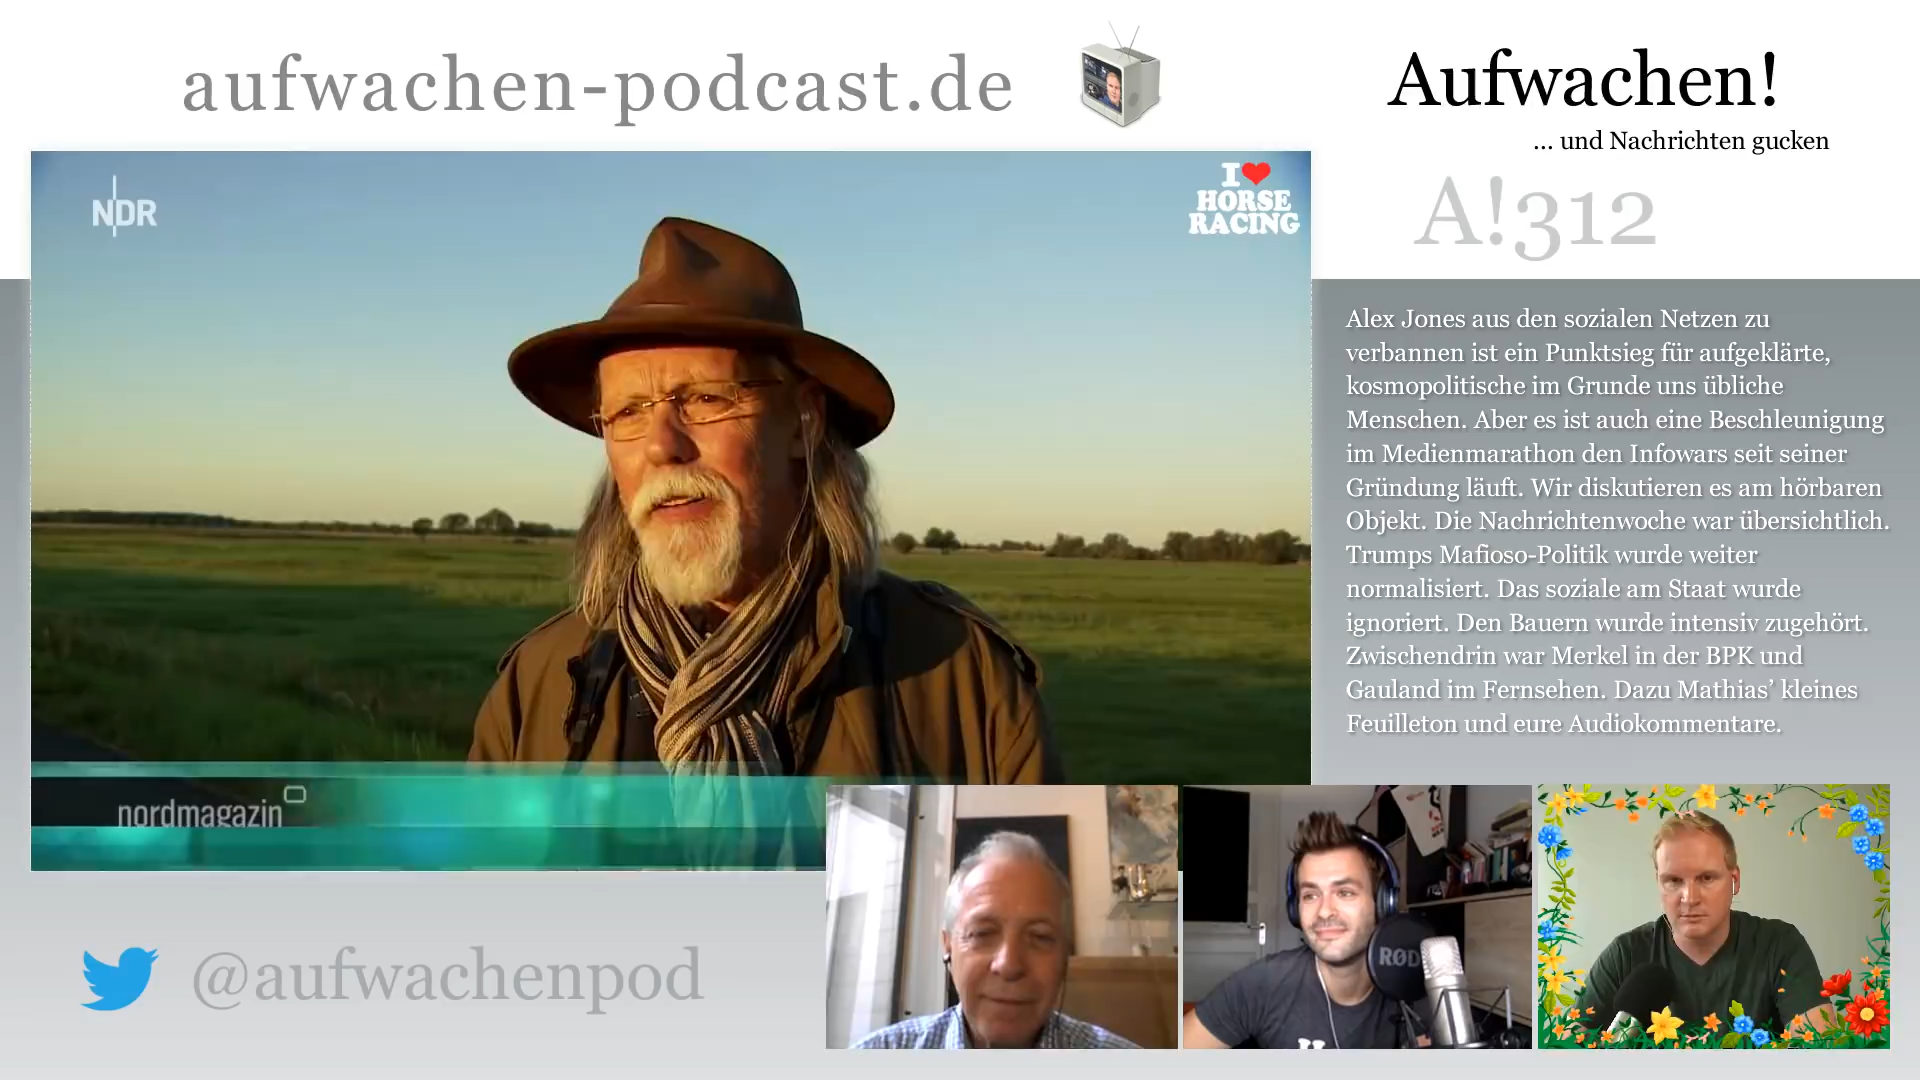 aufwachen-podcast.de
Aufwachen!
... und Nachrichten gucken
A!312
NDR
I
HORSE
RACING
Alex Jones aus den sozialen Netzen zu
verbannen ist ein Punktsieg für aufgeklärte,
kosmopolitische im Grunde uns übliche
Menschen. Aber es ist auch eine Beschleunigung
im Medienmarathon den Infowars seit seiner
Gründung läuft. Wir diskutieren es am hörbaren
Objekt. Die Nachrichtenwoche war übersichtlich.
Trumps Mafioso-Politik wurde weiter
normalisiert. Das soziale am Staat wurde
ignoriert. Den Bauern wurde intensiv zugehört.
Zwischendrin war Merkel in der BPK und
Gauland im Fernsehen. Dazu Mathias’ kleines
Feuilleton und eure Audiokommentare.
nordmagazin
RØD
@aufwachenpod